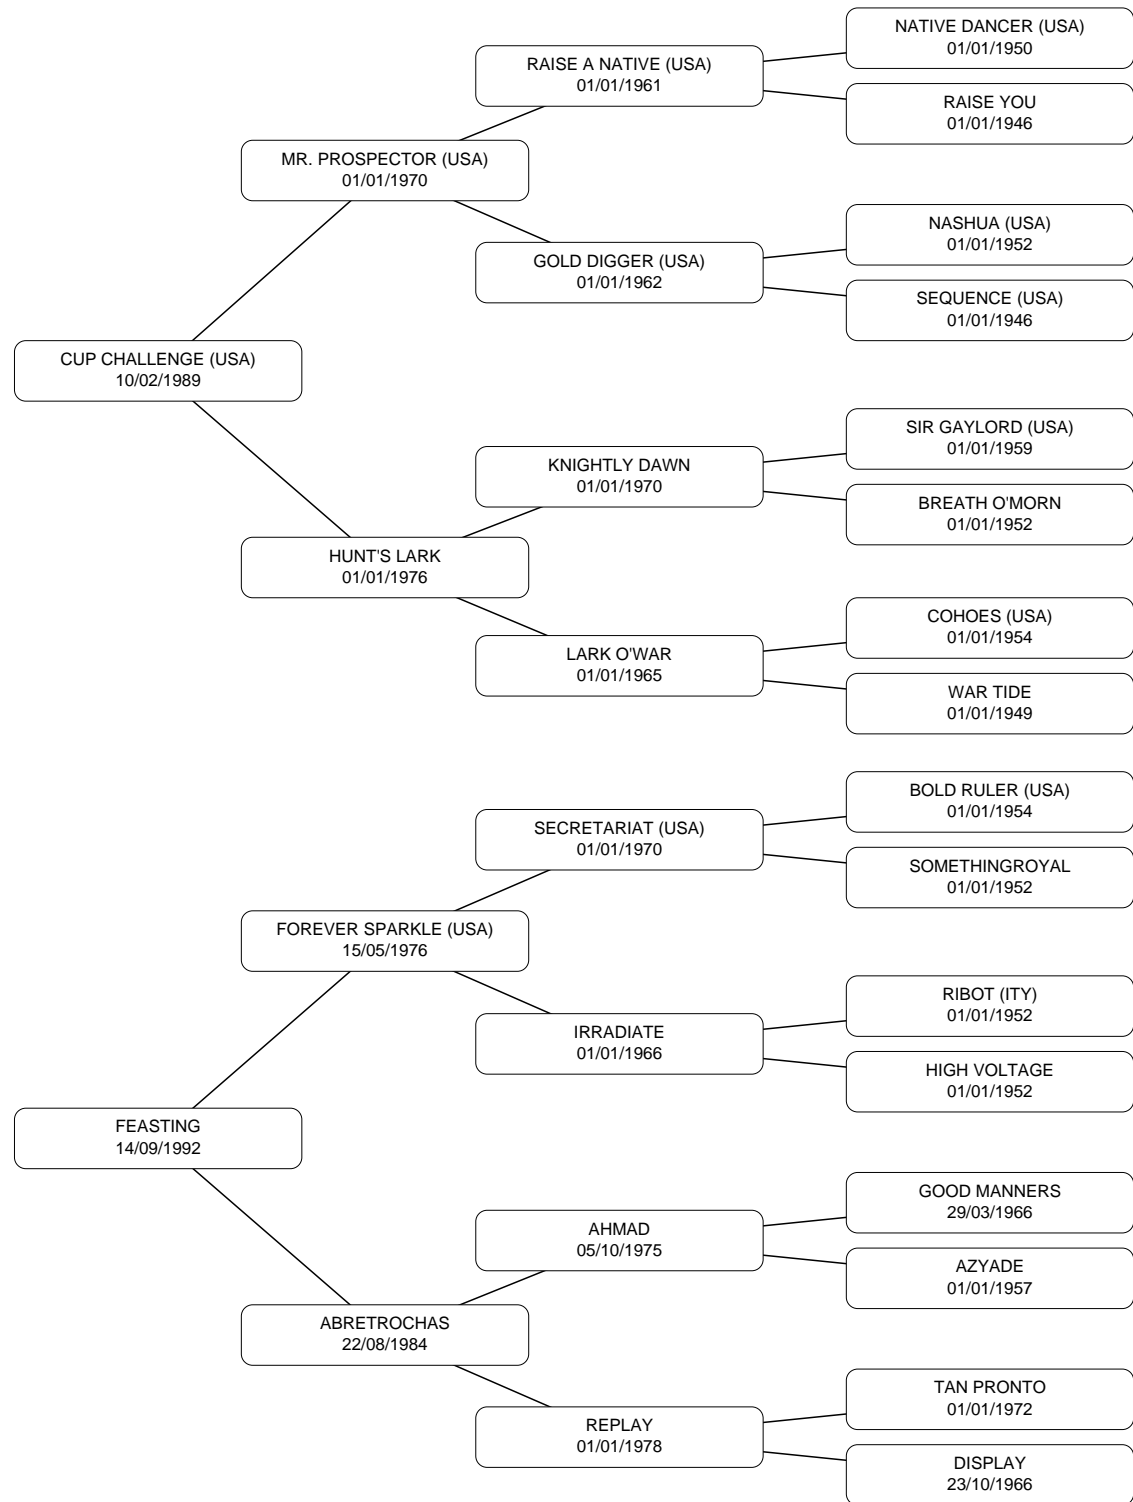 NATIVE DANCER (USA)
01/01/1950
RAISE A NATIVE (USA)
01/01/1961
RAISE YOU
01/01/1946
MR. PROSPECTOR (USA)
01/01/1970
NASHUA (USA)
01/01/1952
GOLD DIGGER (USA)
01/01/1962
SEQUENCE (USA)
01/01/1946
CUP CHALLENGE (USA)
10/02/1989
SIR GAYLORD (USA)
01/01/1959
KNIGHTLY DAWN
01/01/1970
BREATH O'MORN
01/01/1952
HUNT'S LARK
01/01/1976
COHOES (USA)
01/01/1954
LARK O'WAR
01/01/1965
WAR TIDE
01/01/1949
BOLD RULER (USA)
01/01/1954
SECRETARIAT (USA)
01/01/1970
SOMETHINGROYAL
01/01/1952
FOREVER SPARKLE (USA)
15/05/1976
RIBOT (ITY)
01/01/1952
IRRADIATE
01/01/1966
HIGH VOLTAGE
01/01/1952
FEASTING
14/09/1992
GOOD MANNERS
29/03/1966
AHMAD
05/10/1975
AZYADE
01/01/1957
ABRETROCHAS
22/08/1984
TAN PRONTO
01/01/1972
REPLAY
01/01/1978
DISPLAY
23/10/1966